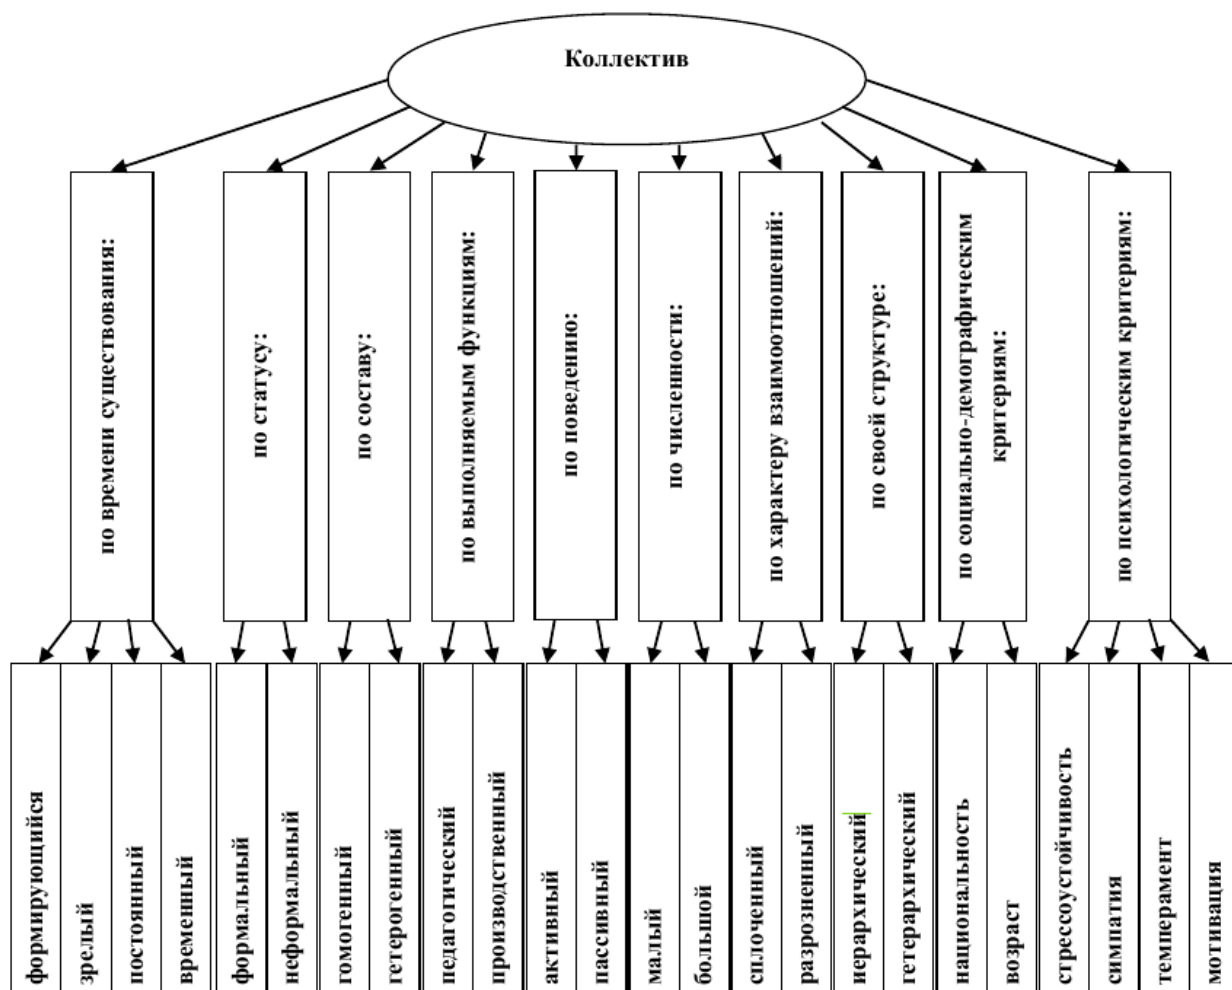 Коллектив
по времени существования:
по статусу:
по составу:
по выполняемым функциям:
по поведению:
по численности:
по характеру взаимоотношений:
по своей структуре:
по социально-демографическим
критериям:
по психологическим критериям:
формирующийся
зрелый
постоянный
временный
формальный
неформальный
гомогенный
гетерогенный
педагогический
производственный
активный
пассивный
малый
большой
сплоченный
разрозненный
иерархический
гетерархический
национальность
возраст
стрессоустойчивость
симпатия
темперамент
мотивация